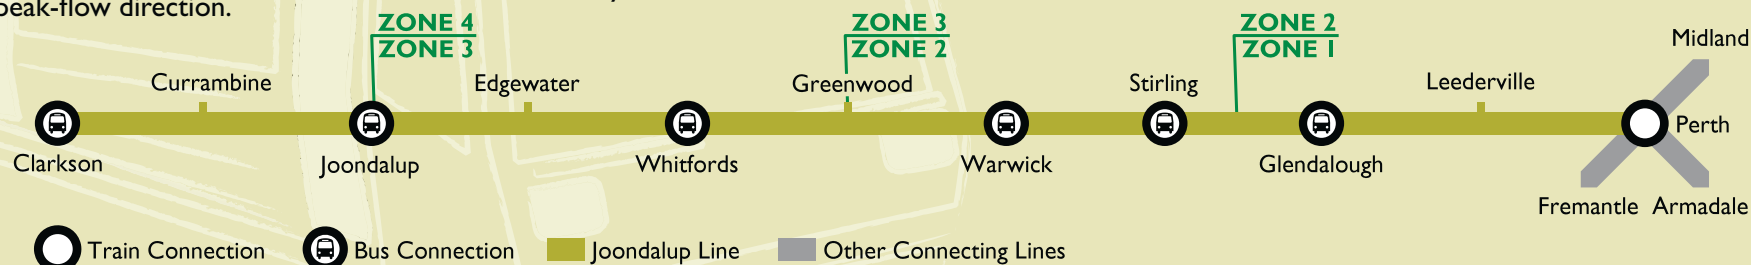 peak-flow direction.
ZONE 4
ZONE 3
ZONE 3
ZONE 2
ZONE 2
ZONE 1
Midland
Currambine
Edgewater
Greenwood
Stirling
Leederville
Perth
Clarkson
Joondalup
Whitfords
Warwick
Glendalough
Fremantle
Armadale
Train Connection
Bus Connection
Joondalup Line
Other Connecting Lines